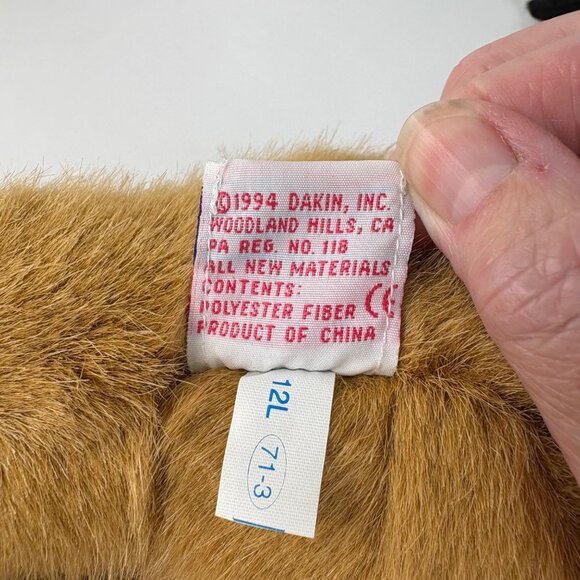 ©1994 DAKIN, INC.
WOODLAND HILLS, CA
PA REG. NO. 118
ALL NEW MATERIALS
CONTENTS:
POLYESTER FIBER CE
PRODUCT OF CHINA
12L
71-3